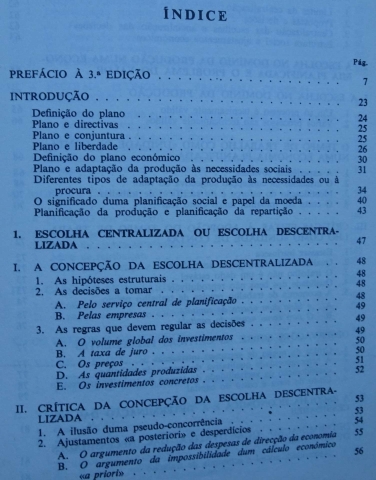 ÍNDICE
Pág.
PREFÁCIO À 3.ª EDIÇÃO . . . . . . . . . . 7
INTRODUÇÃO . . . . . . . . . . 23
Definição do plano . . . . . . . . . . 24
Plano e directivas . . . . . . . . . . 25
Plano e conjuntura . . . . . . . . . . 25
Plano e liberdade . . . . . . . . . . 26
Definição do plano económico . . . . . . . . . . 30
Plano e adaptação da produção às necessidades sociais . . . . 31
Diferentes tipos de adaptação da produção às necessidades ou à
procura . . . . . . . . . . 34
O significado duma planificação social e papel da moeda . . . 40
Planificação da produção e planificação da repartição . . . . 43
I. ESCOLHA CENTRALIZADA OU ESCOLHA DESCENTRA-
LIZADA . . . . . . . . . . 47
I. A CONCEPÇÃO DA ESCOLHA DESCENTRALIZADA . . . 48
1. As hipóteses estruturais . . . . . . . . . . 48
2. As decisões a tomar . . . . . . . . . . 48
A. Pelo serviço central de planificação . . . . . . 48
B. Pelas empresas . . . . . . . . . . 49
3. As regras que devem regular as decisões . . . . . . 49
A. O volume global dos investimentos . . . . . . 50
B. A taxa de juro . . . . . . . . . . 50
C. Os preços . . . . . . . . . . 51
D. As quantidades produzidas . . . . . . . . 52
E. Os investimentos concretos . . . . . . . .
II. CRÍTICA DA CONCEPÇÃO DA ESCOLHA DESCENTRA-
LIZADA . . . . . . . . . . 53
1. A ilusão duma pseudo-concorrência . . . . . . 53
2. Ajustamentos «a posteriori» e desperdícios . . . . 54
A. O argumento da redução das despesas de direcção da economia 55
B. O argumento da impossibilidade dum cálculo económico
«a priori» . . . . . . . . . . 56